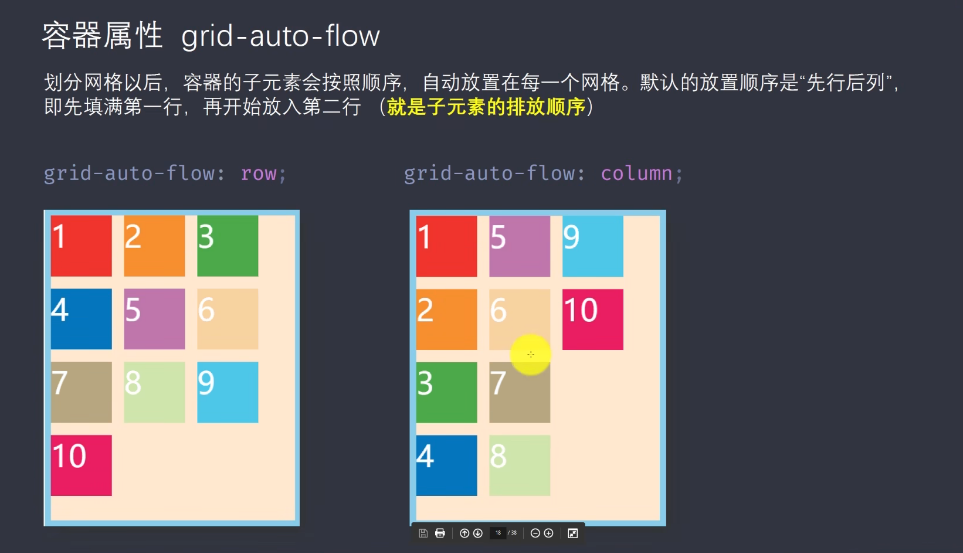 容器属性 grid-auto-flow
划分网格以后，容器的子元素会按照顺序，自动放置在每一个网格。默认的放置顺序是“先行后列”，
即先填满第一行，再开始放入第二行 （就是子元素的排放顺序）
grid-auto-flow: row;
grid-auto-flow: column;
1 2 3
4 5 6
7 8 9
10
1 5 9
2 6 10
3 7
4 8
18 / 38